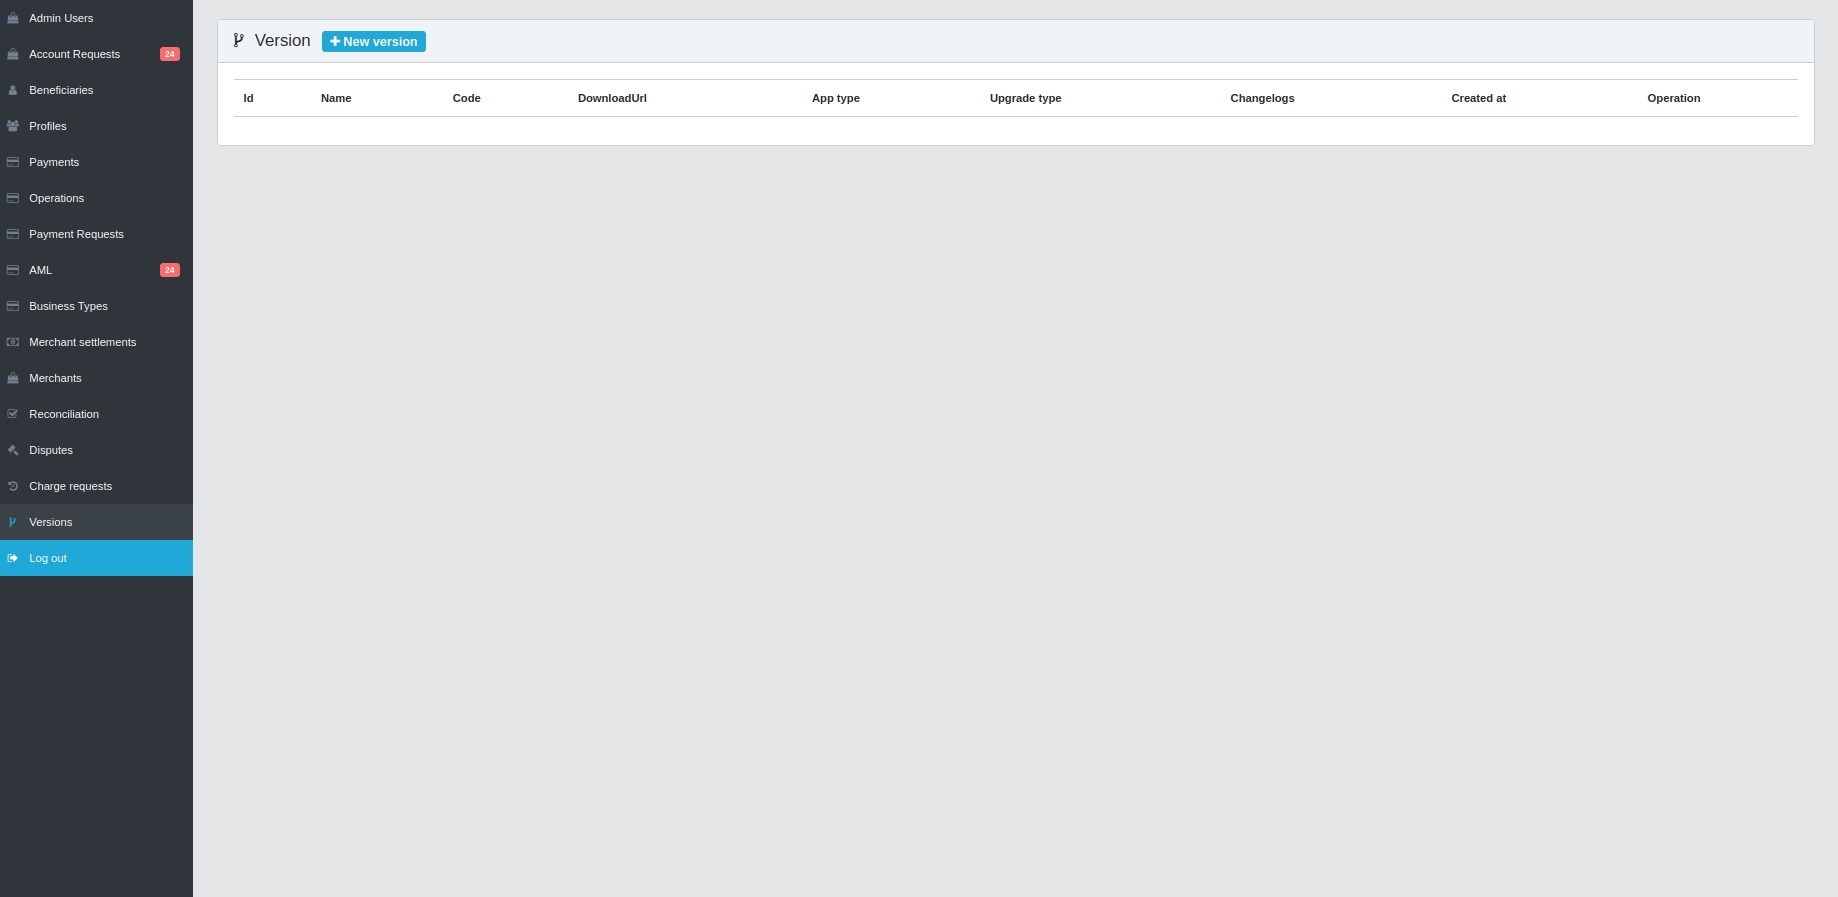 Admin Users
Account Requests 24
Beneficiaries
Profiles
Payments
Operations
Payment Requests
AML 24
Business Types
Merchant settlements
Merchants
Reconciliation
Disputes
Charge requests
Versions
Log out
Version New version
Id Name Code DownloadUrl App type Upgrade type Changelogs Created at Operation